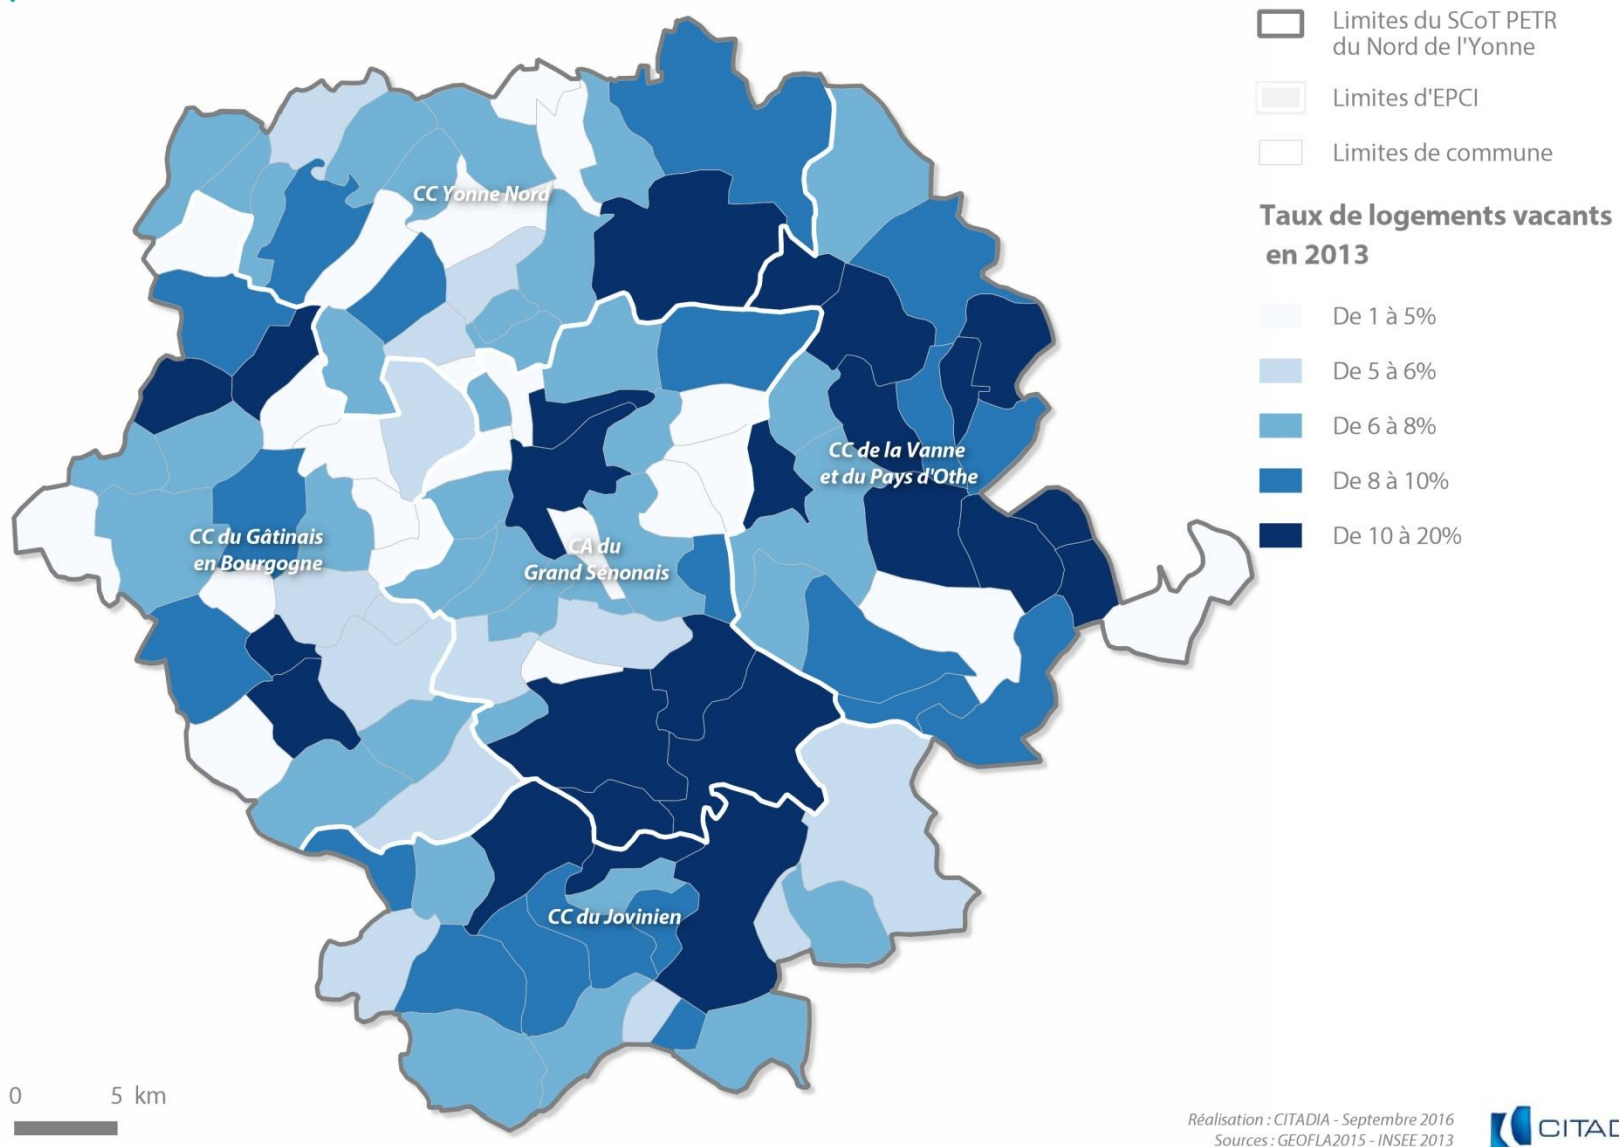 Limites du SCoT PETR
du Nord de l'Yonne
Limites d'EPCI
Limites de commune
Taux de logements vacants
en 2013
De 1 à 5%
De 5 à 6%
De 6 à 8%
De 8 à 10%
De 10 à 20%
CC Yonne Nord
CC de la Vanne
et du Pays d'Othe
CC du Gâtinais
en Bourgogne
CA du
Grand Sénonais
CC du Jovinien
0 5 km
Réalisation : CITADIA - Septembre 2016
Sources : GEOFLA2015 - INSEE 2013
CITAD